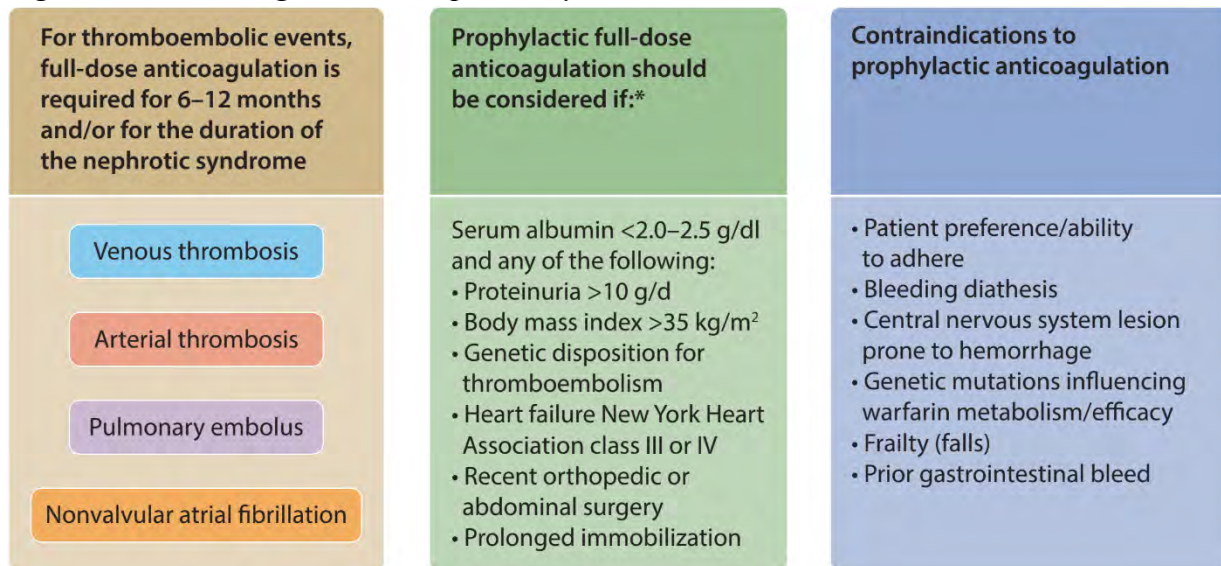 For thromboembolic events,
full-dose anticoagulation is
required for 6–12 months
and/or for the duration of
the nephrotic syndrome
Venous thrombosis
Arterial thrombosis
Pulmonary embolus
Nonvalvular atrial fibrillation
Prophylactic full-dose
anticoagulation should
be considered if:*
Serum albumin <2.0–2.5 g/dl
and any of the following:
• Proteinuria >10 g/d
• Body mass index >35 kg/m²
• Genetic disposition for
thromboembolism
• Heart failure New York Heart
Association class III or IV
• Recent orthopedic or
abdominal surgery
• Prolonged immobilization
Contraindications to
prophylactic anticoagulation
• Patient preference/ability
to adhere
• Bleeding diathesis
• Central nervous system lesion
prone to hemorrhage
• Genetic mutations influencing
warfarin metabolism/efficacy
• Frailty (falls)
• Prior gastrointestinal bleed